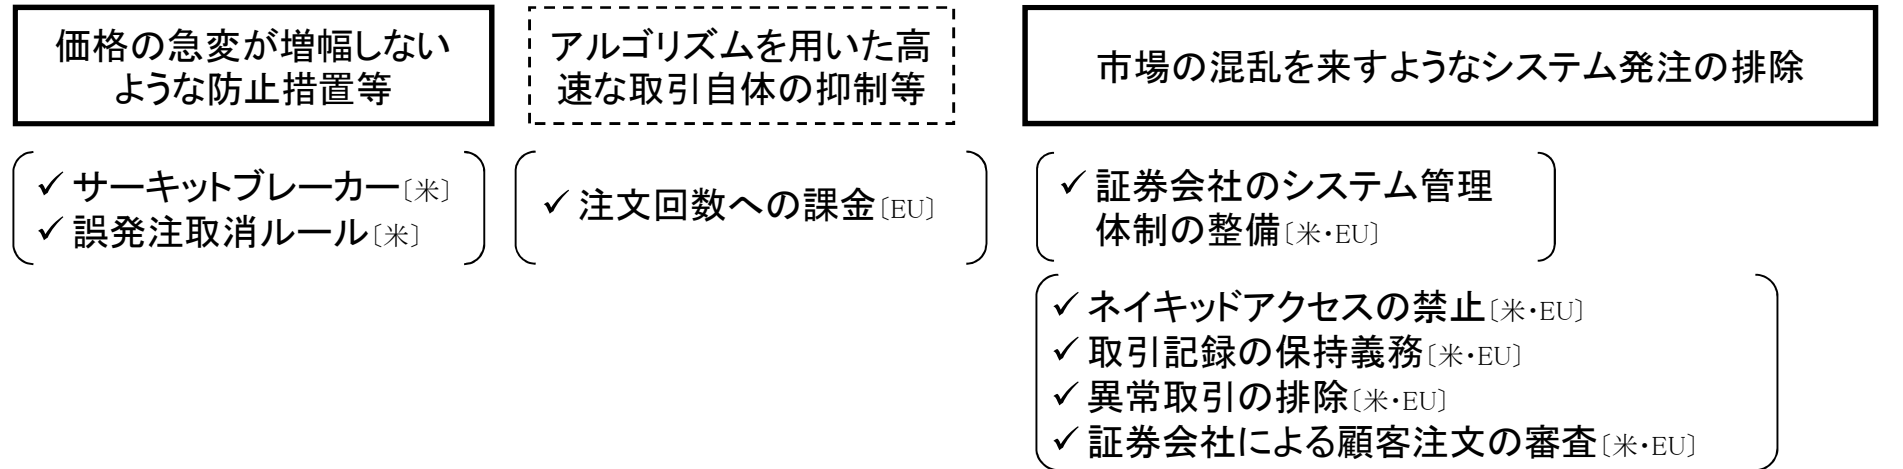 価格の急変が増幅しない
ような防止措置等
アルゴリズムを用いた高
速な取引自体の抑制等
市場の混乱を来すようなシステム発注の排除
✓ サーキットブレーカー〔米〕
✓ 誤発注取消ルール〔米〕
✓ 注文回数への課金〔EU〕
✓ 証券会社のシステム管理
体制の整備〔米・EU〕
✓ ネイキッドアクセスの禁止〔米・EU〕
✓ 取引記録の保持義務〔米・EU〕
✓ 異常取引の排除〔米・EU〕
✓ 証券会社による顧客注文の審査〔米・EU〕